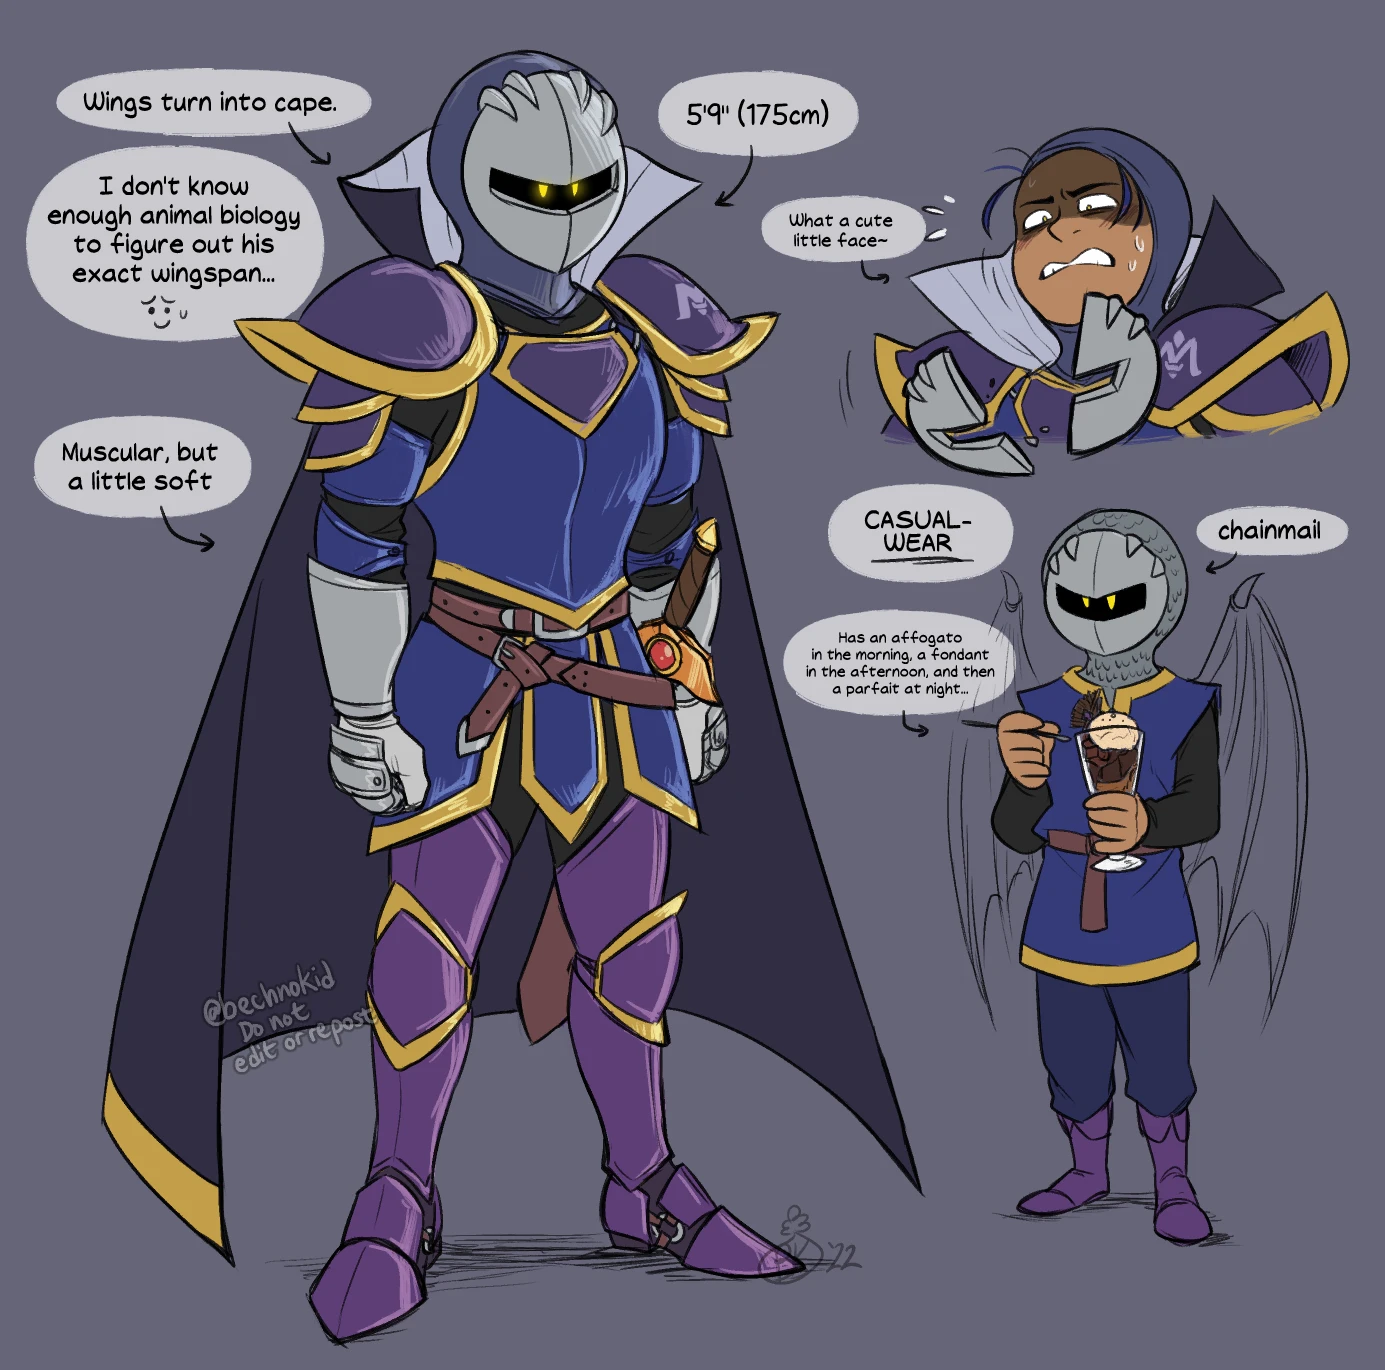 Wings turn into cape.
5'9" (175cm)
I don't know
enough animal biology
to figure out his
exact wingspan...
What a cute
little face~
Muscular, but
a little soft
CASUAL-
WEAR
chainmail
Has an affogato
in the morning, a fondant
in the afternoon, and then
a parfait at night...
@bechnokid
Do not
edit or repost
'22